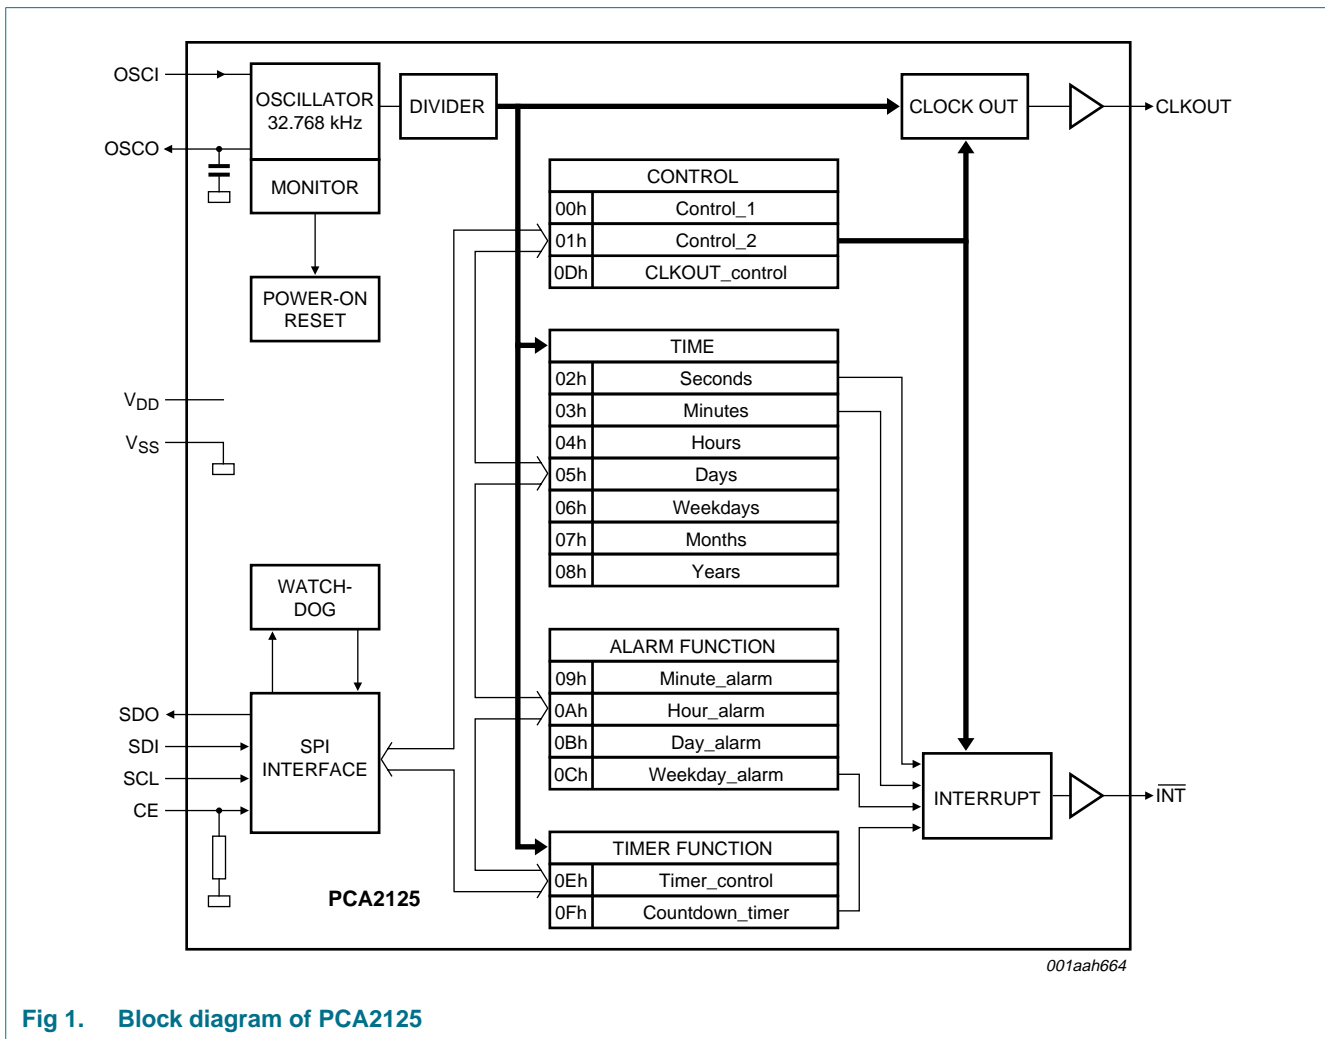 OSCI
OSCO
OSCILLATOR
32.768 kHz
MONITOR
DIVIDER
CLOCK OUT
CLKOUT
POWER-ON
RESET
VDD
VSS
CONTROL
00h Control_1
01h Control_2
0Dh CLKOUT_control
TIME
02h Seconds
03h Minutes
04h Hours
05h Days
06h Weekdays
07h Months
08h Years
WATCH-
DOG
ALARM FUNCTION
09h Minute_alarm
0Ah Hour_alarm
0Bh Day_alarm
0Ch Weekday_alarm
SDO
SDI
SCL
CE
SPI
INTERFACE
INTERRUPT
INT
TIMER FUNCTION
0Eh Timer_control
0Fh Countdown_timer
PCA2125
001aah664
Fig 1. Block diagram of PCA2125